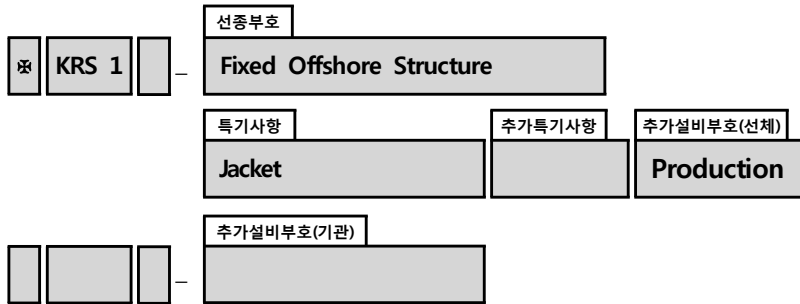 선종부호
✠ KRS 1 – Fixed Offshore Structure
특기사항 추가특기사항 추가설비부호(선체)
Jacket Production
추가설비부호(기관)
–